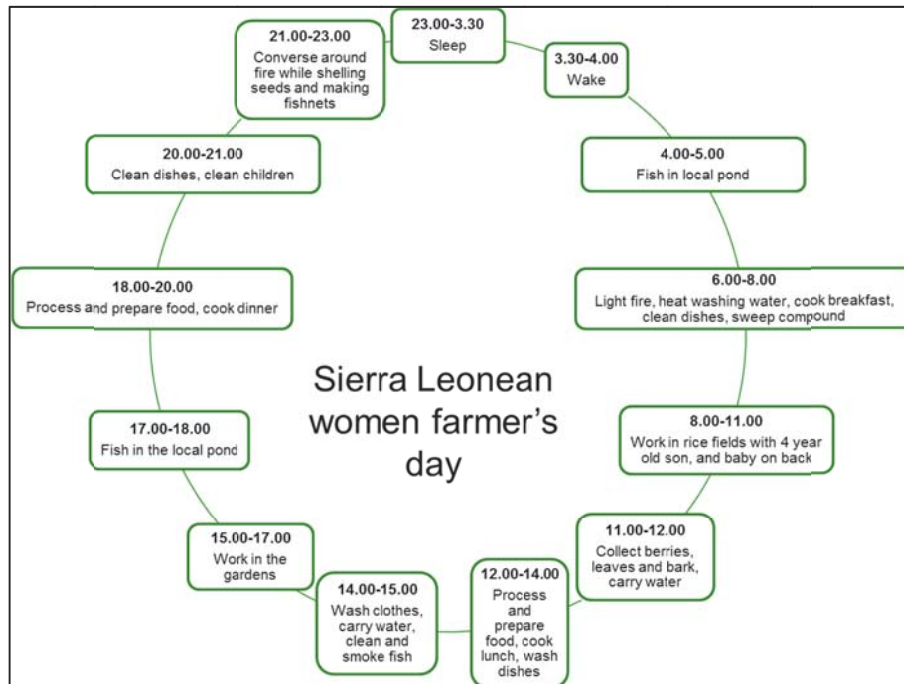 23.00-3.30
Sleep
3.30-4.00
Wake
4.00-5.00
Fish in local pond
6.00-8.00
Light fire, heat washing water, cook breakfast,
clean dishes, sweep compound
8.00-11.00
Work in rice fields with 4 year
old son, and baby on back
11.00-12.00
Collect berries,
leaves and bark,
carry water
12.00-14.00
Process
and
prepare
food, cook
lunch, wash
dishes
14.00-15.00
Wash clothes,
carry water,
clean and
smoke fish
15.00-17.00
Work in the
gardens
17.00-18.00
Fish in the local pond
18.00-20.00
Process and prepare food, cook dinner
20.00-21.00
Clean dishes, clean children
21.00-23.00
Converse around
fire while shelling
seeds and making
fishnets
Sierra Leonean
women farmer's
day